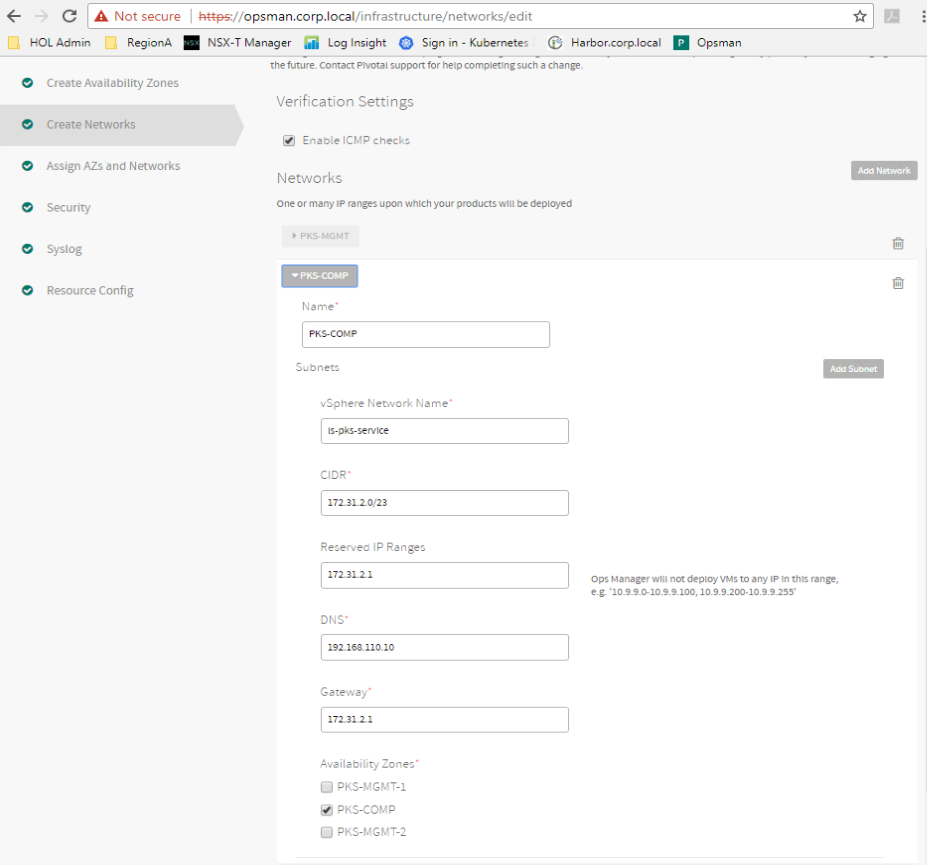 Not secure | https://opsman.corp.local/infrastructure/networks/edit
HOL Admin RegionA NSX NSX-T Manager Log Insight Sign in - Kubernetes Harbor.corp.local P Opsman
the future. Contact Pivotal support for help completing such a change.
Create Availability Zones
Verification Settings
Create Networks
Enable ICMP checks
Assign AZs and Networks
Add Network
Networks
One or many IP ranges upon which your products will be deployed
Security
PKS-MGMT
Syslog
PKS-COMP
Resource Config
Name*
PKS-COMP
Subnets
Add Subnet
vSphere Network Name*
ls-pks-service
CIDR*
172.31.2.0/23
Reserved IP Ranges
172.31.2.1
Ops Manager will not deploy VMs to any IP in this range,
e.g. '10.9.9.0-10.9.9.100, 10.9.9.200-10.9.9.255'
DNS*
192.168.110.10
Gateway*
172.31.2.1
Availability Zones*
PKS-MGMT-1
PKS-COMP
PKS-MGMT-2